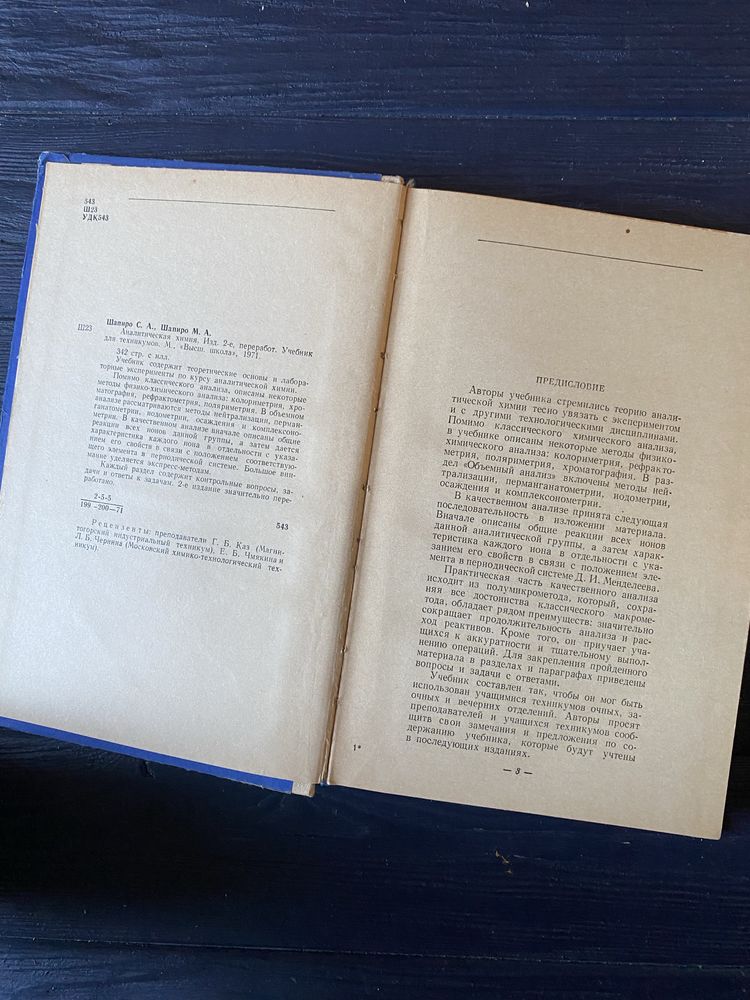 543
Ш23
УДК543
Шапиро С. А., Шапиро М. А.
Ш23
Аналитическая химия. Изд. 2-е, переработ. Учебник
для техникумов. М., «Высш. школа», 1971.
342 стр. с илл.
Учебник содержит теоретические основы и лабора-
торные эксперименты по курсу аналитической химии.
Помимо классического анализа, описаны некоторые
методы физико-химического анализа: колориметрия, хро-
матография, рефрактометрия, поляриметрия. В объемном
анализе рассматриваются методы нейтрализации, перман-
ганатометрии, иодометрии, осаждения и комплексоно-
метрии. В качественном анализе вначале описаны общие
реакции всех ионов данной группы, а затем дается
характеристика каждого иона в отдельности с указа-
нием его свойств в связи с положением соответствую-
щего элемента в периодической системе. Большое вни-
мание уделяется экспресс-методам.
Каждый раздел содержит контрольные вопросы, за-
дачи и ответы к задачам. 2-е издание значительно пере-
работано.
2-5-5
199—200—71
543
Рецензенты: преподаватели Г. Б. Каз (Магни-
тогорский индустриальный техникум), Е. Б. Чмякина и
Л. Б. Чернина (Московский химико-технологический тех-
никум).
ПРЕДИСЛОВИЕ
Авторы учебника стремились теорию анали-
тической химии тесно увязать с экспериментом
и с другими технологическими дисциплинами.
Помимо классического химического анализа,
в учебнике описаны некоторые методы физико-
химического анализа: колориметрия, рефракто-
метрия, поляриметрия, хроматография. В раз-
дел «Объемный анализ» включены методы ней-
трализации, перманганатометрии, иодометрии,
осаждения и комплексонометрии.
В качественном анализе принята следующая
последовательность в изложении материала.
Вначале описаны общие реакции всех ионов
данной аналитической группы, а затем харак-
теристика каждого иона в отдельности с ука-
занием его свойств в связи с положением эле-
мента в периодической системе Д. И. Менделеева.
Практическая часть качественного анализа
исходит из полумикрометода, который, сохра-
няя все достоинства классического макроме-
тода, обладает рядом преимуществ: значительно
сокращает продолжительность анализа и рас-
ход реактивов. Кроме того, он приучает уча-
щихся к аккуратности и тщательному выпол-
нению операций. Для закрепления пройденного
материала в разделах и параграфах приведены
вопросы и задачи с ответами.
Учебник составлен так, чтобы он мог быть
использован учащимися техникумов очных, за-
очных и вечерних отделений. Авторы просят
преподавателей и учащихся техникумов сооб-
щить свои замечания и предложения по со-
держанию учебника, которые будут учтены
в последующих изданиях.
1*
— 3 —